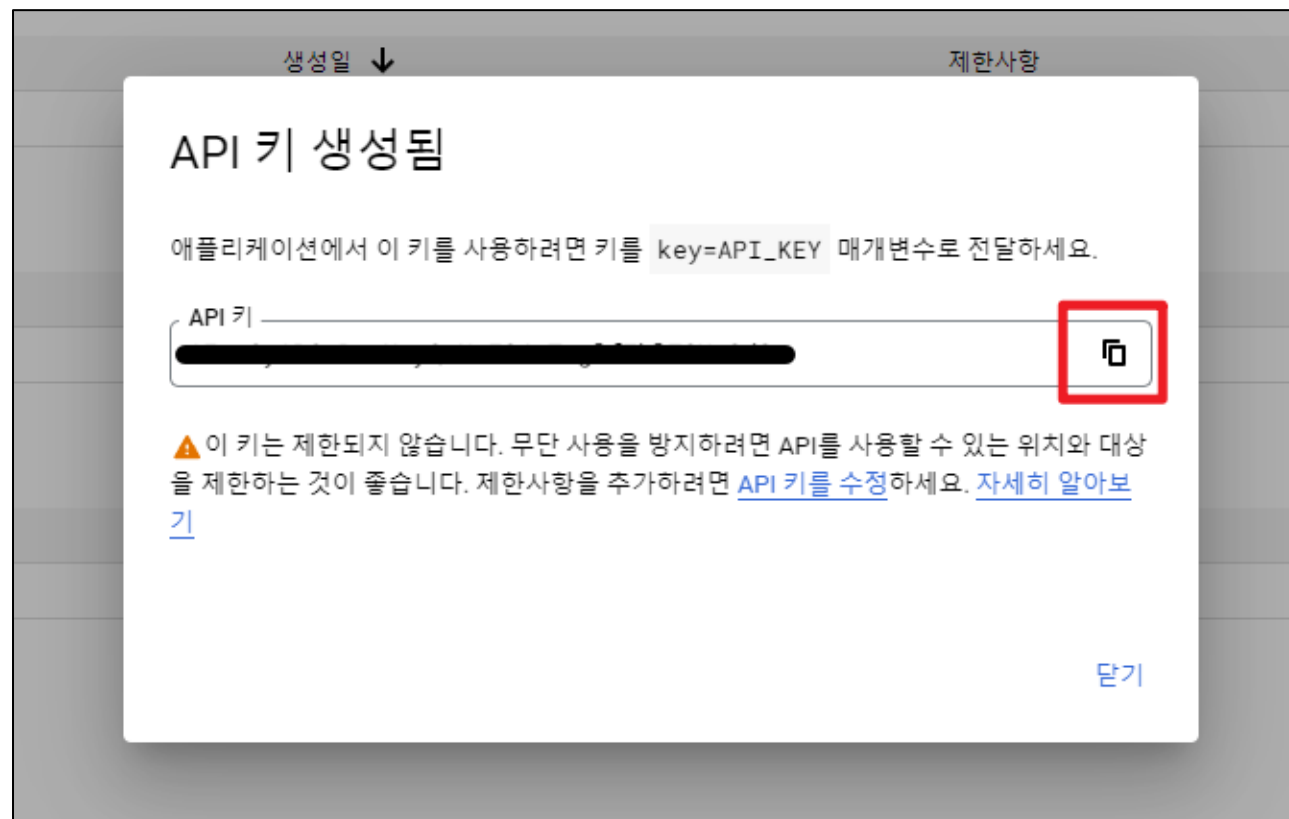 생성일
제한사항
API 키 생성됨
애플리케이션에서 이 키를 사용하려면 키를 key=API_KEY 매개변수로 전달하세요.
API 키
이 키는 제한되지 않습니다. 무단 사용을 방지하려면 API를 사용할 수 있는 위치와 대상
을 제한하는 것이 좋습니다. 제한사항을 추가하려면 API 키를 수정하세요. 자세히 알아보
기
닫기